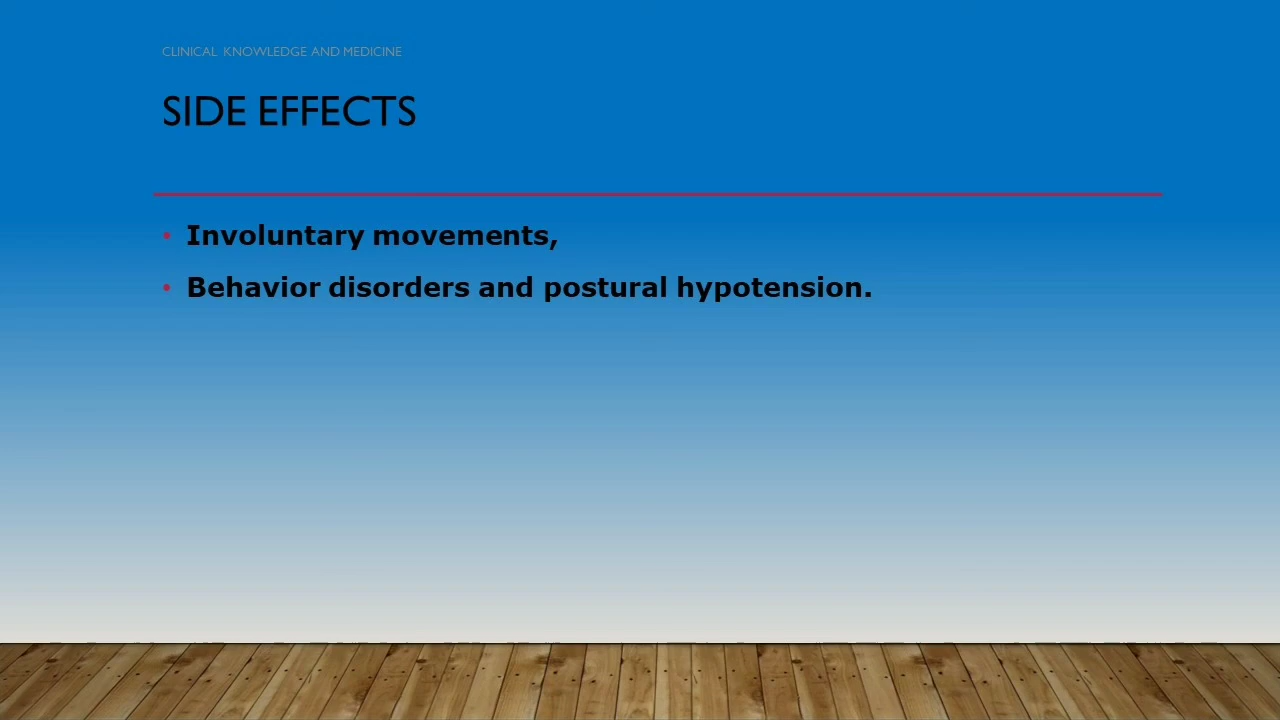 CLINICAL KNOWLEDGE AND MEDICINE
SIDE EFFECTS
• Involuntary movements,
• Behavior disorders and postural hypotension.